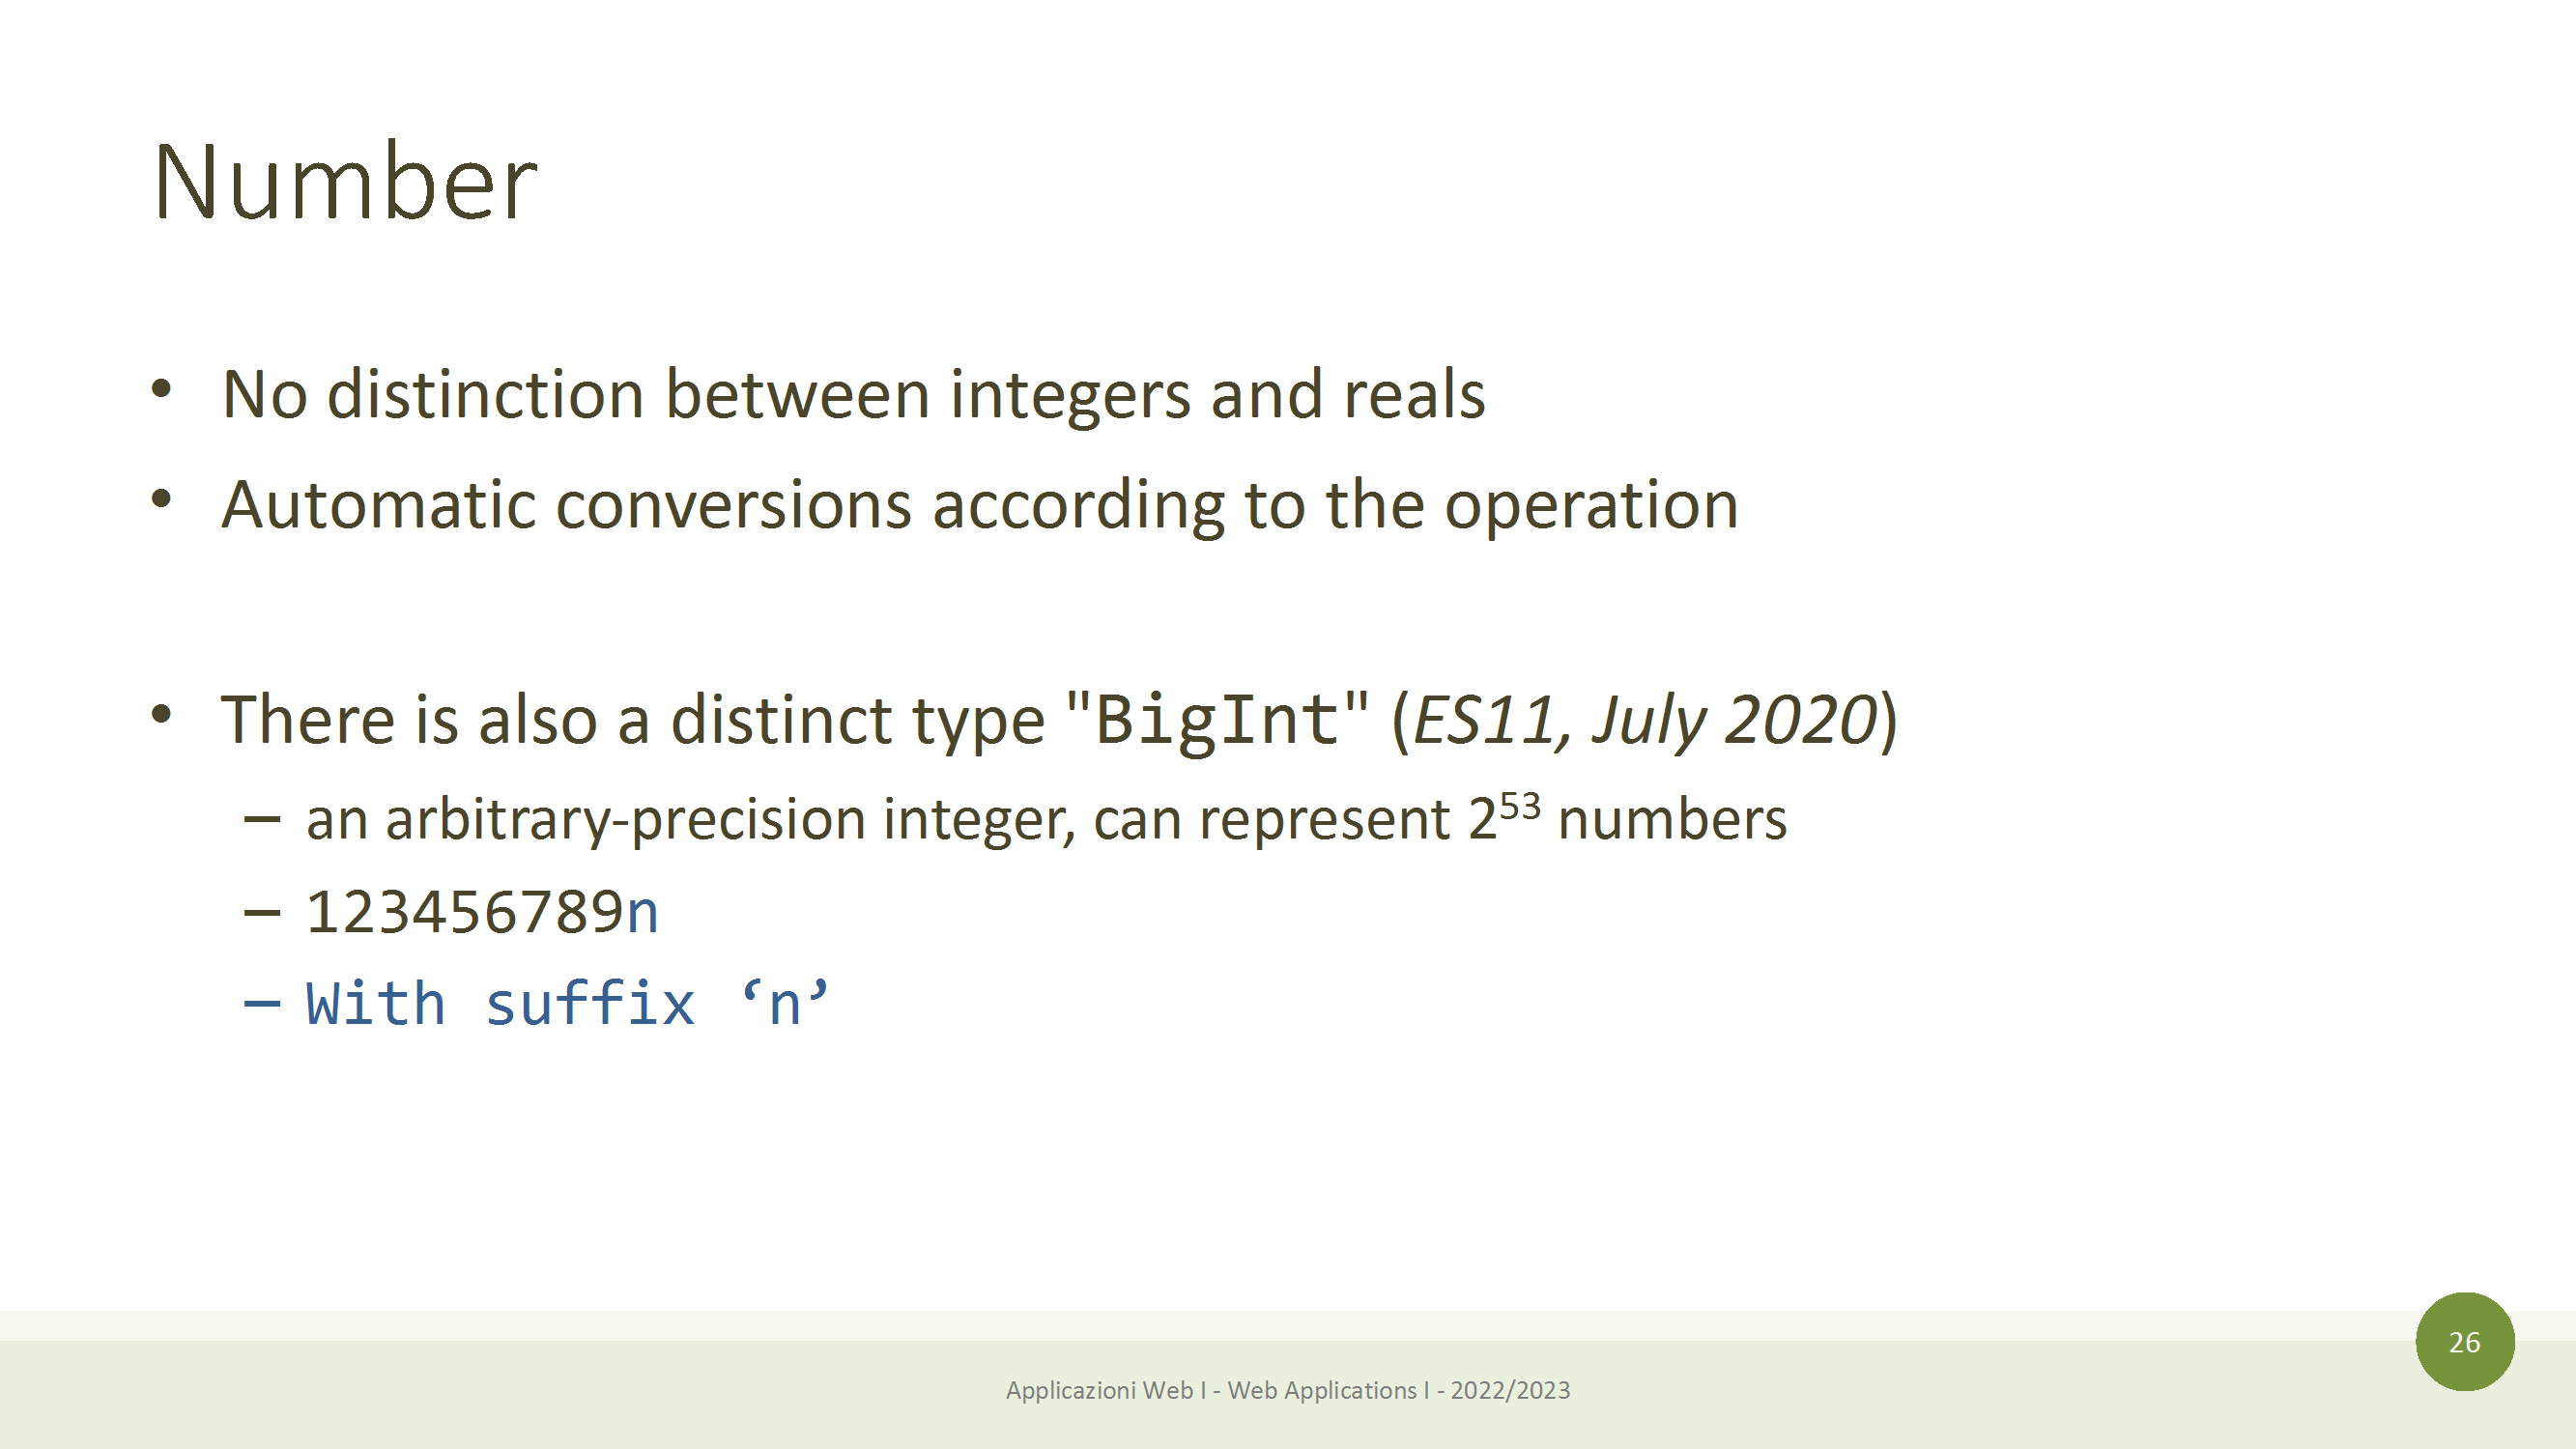 Number
• No distinction between integers and reals
• Automatic conversions according to the operation
• There is also a distinct type "BigInt" (ES11, July 2020)
– an arbitrary-precision integer, can represent 2⁵³ numbers
– 123456789n
– With suffix ‘n’
26
Applicazioni Web I - Web Applications I - 2022/2023